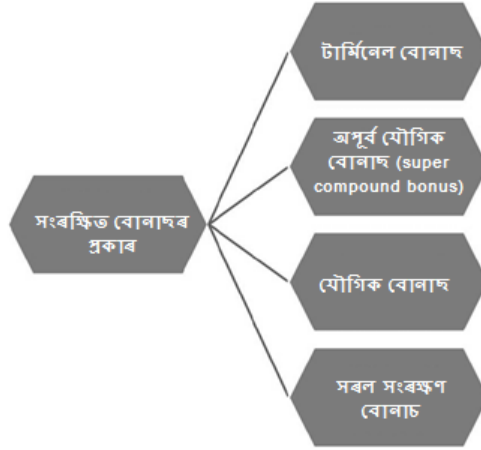 টাৰ্মিনেল বোনাছ
অপূৰ্ব যৌগিক
বোনাছ (super
compound bonus)
সংৰক্ষিত বোনাছৰ
প্ৰকাৰ
যৌগিক বোনাছ
সৰল সংৰক্ষণ
বোনাচ